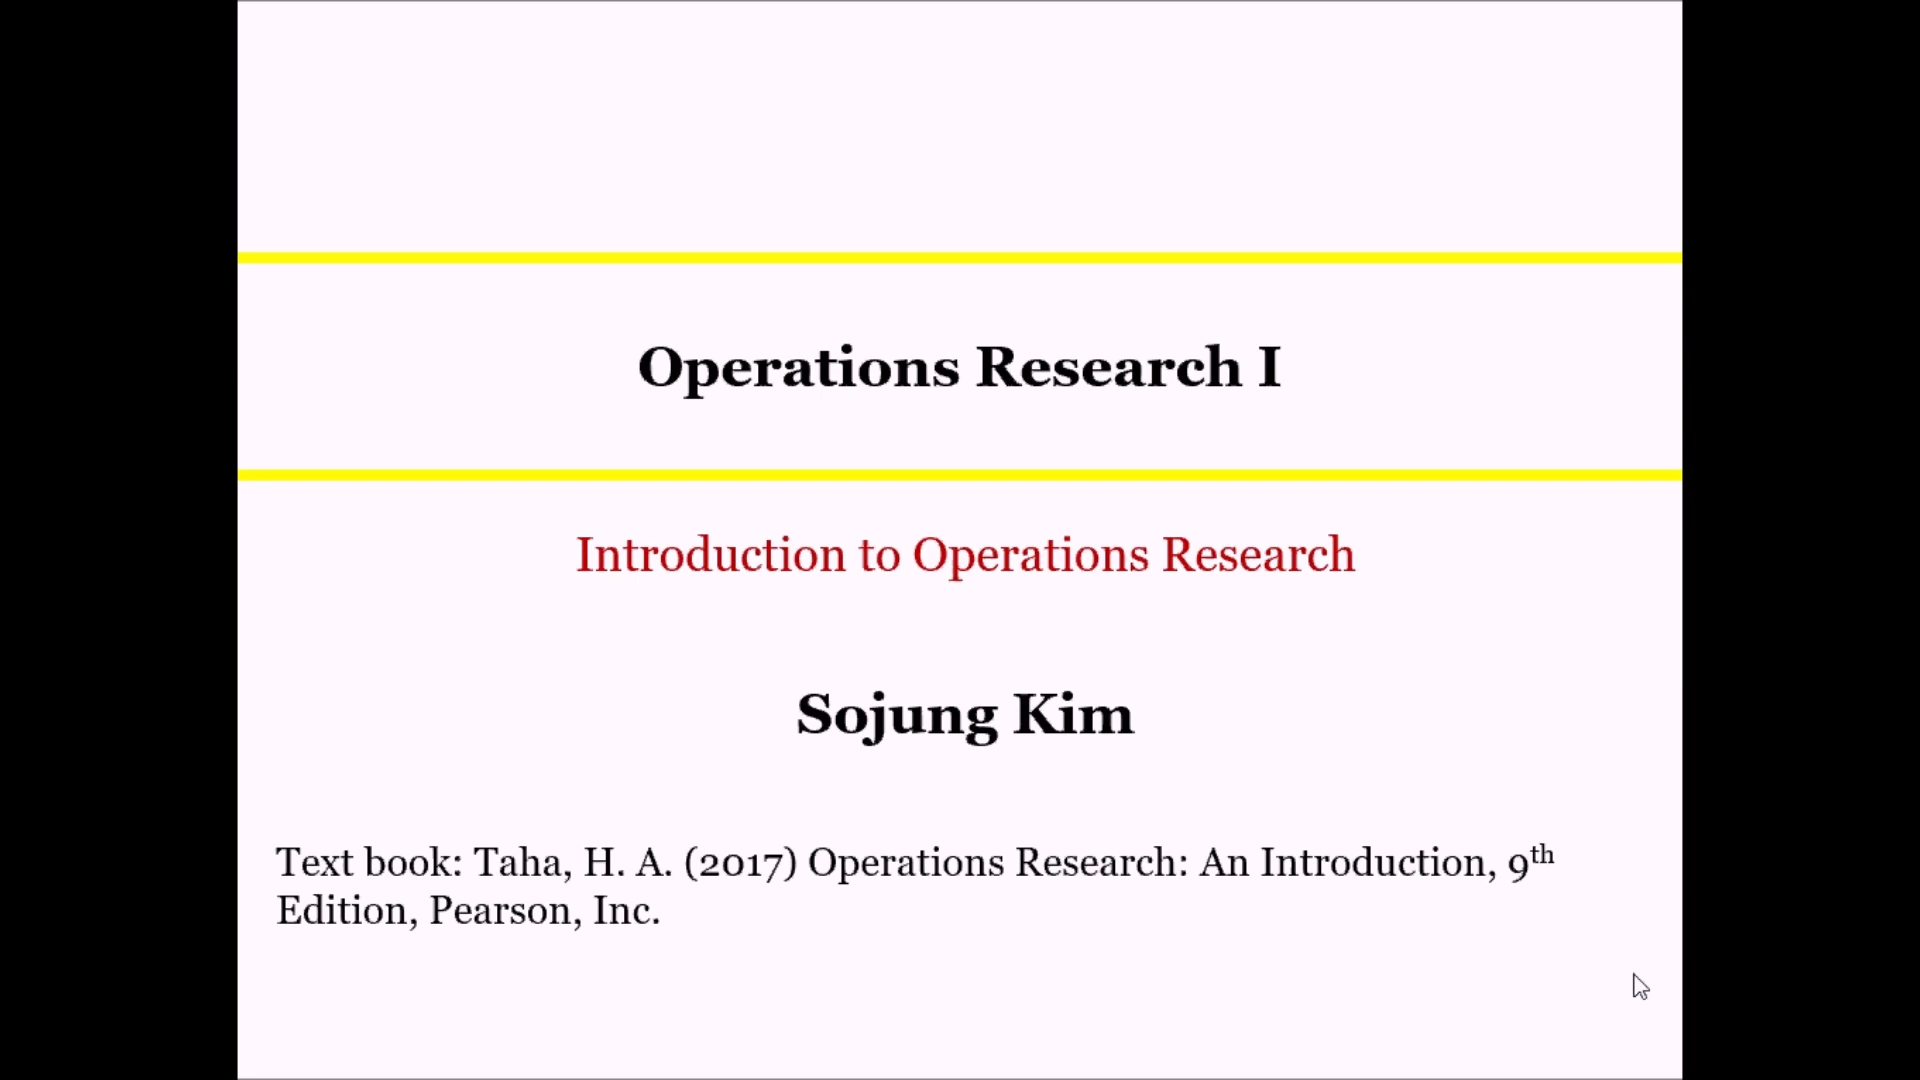 Operations Research I
Introduction to Operations Research
Sojung Kim
Text book: Taha, H. A. (2017) Operations Research: An Introduction, 9th
Edition, Pearson, Inc.